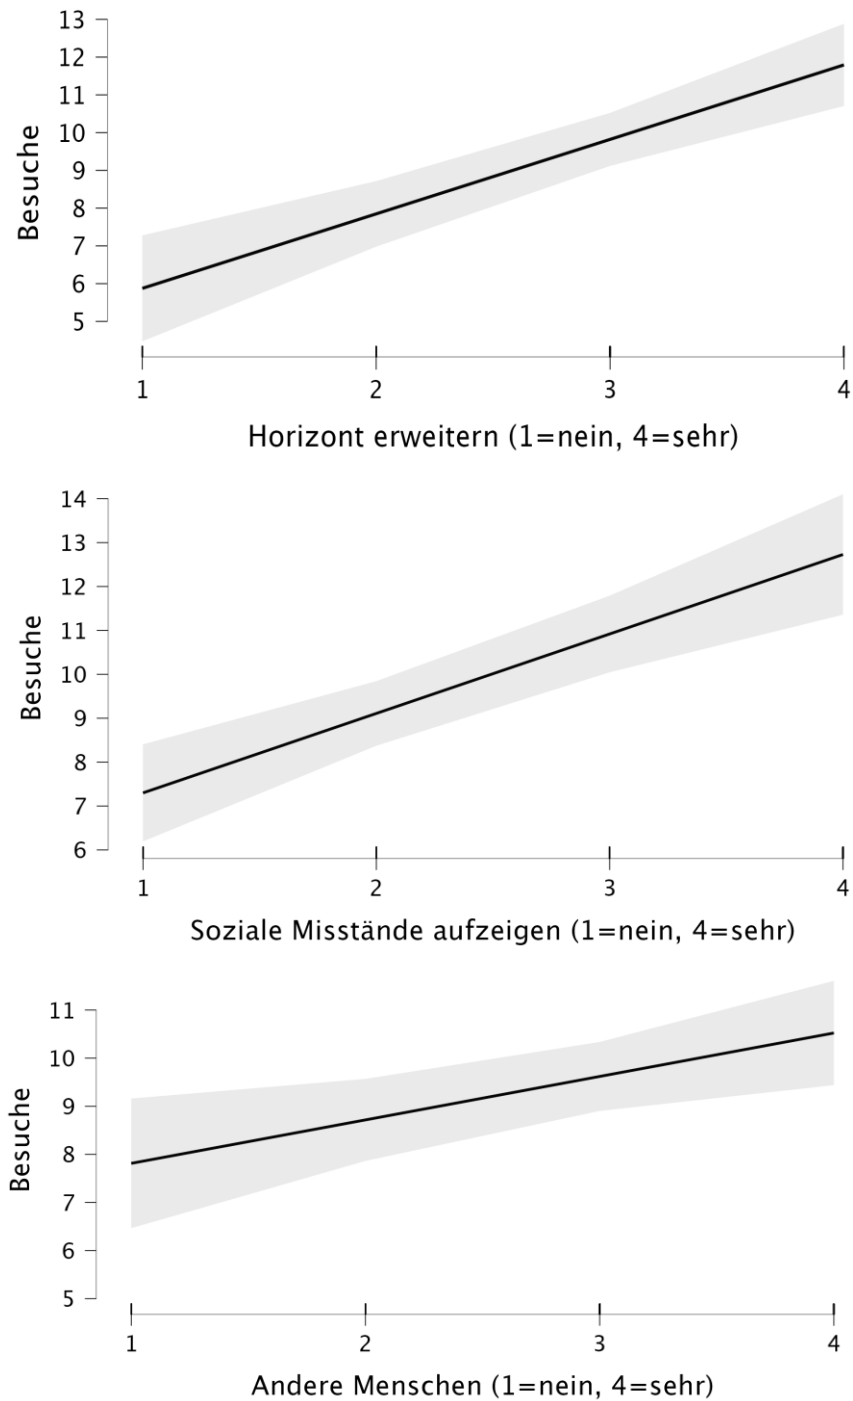 13
12
11
10
9
8
7
6
5
Besuche
1 2 3 4
Horizont erweitern (1=nein, 4=sehr)
14
13
12
11
10
9
8
7
6
Besuche
1 2 3 4
Soziale Misstände aufzeigen (1=nein, 4=sehr)
11
10
9
8
7
6
5
Besuche
1 2 3 4
Andere Menschen (1=nein, 4=sehr)